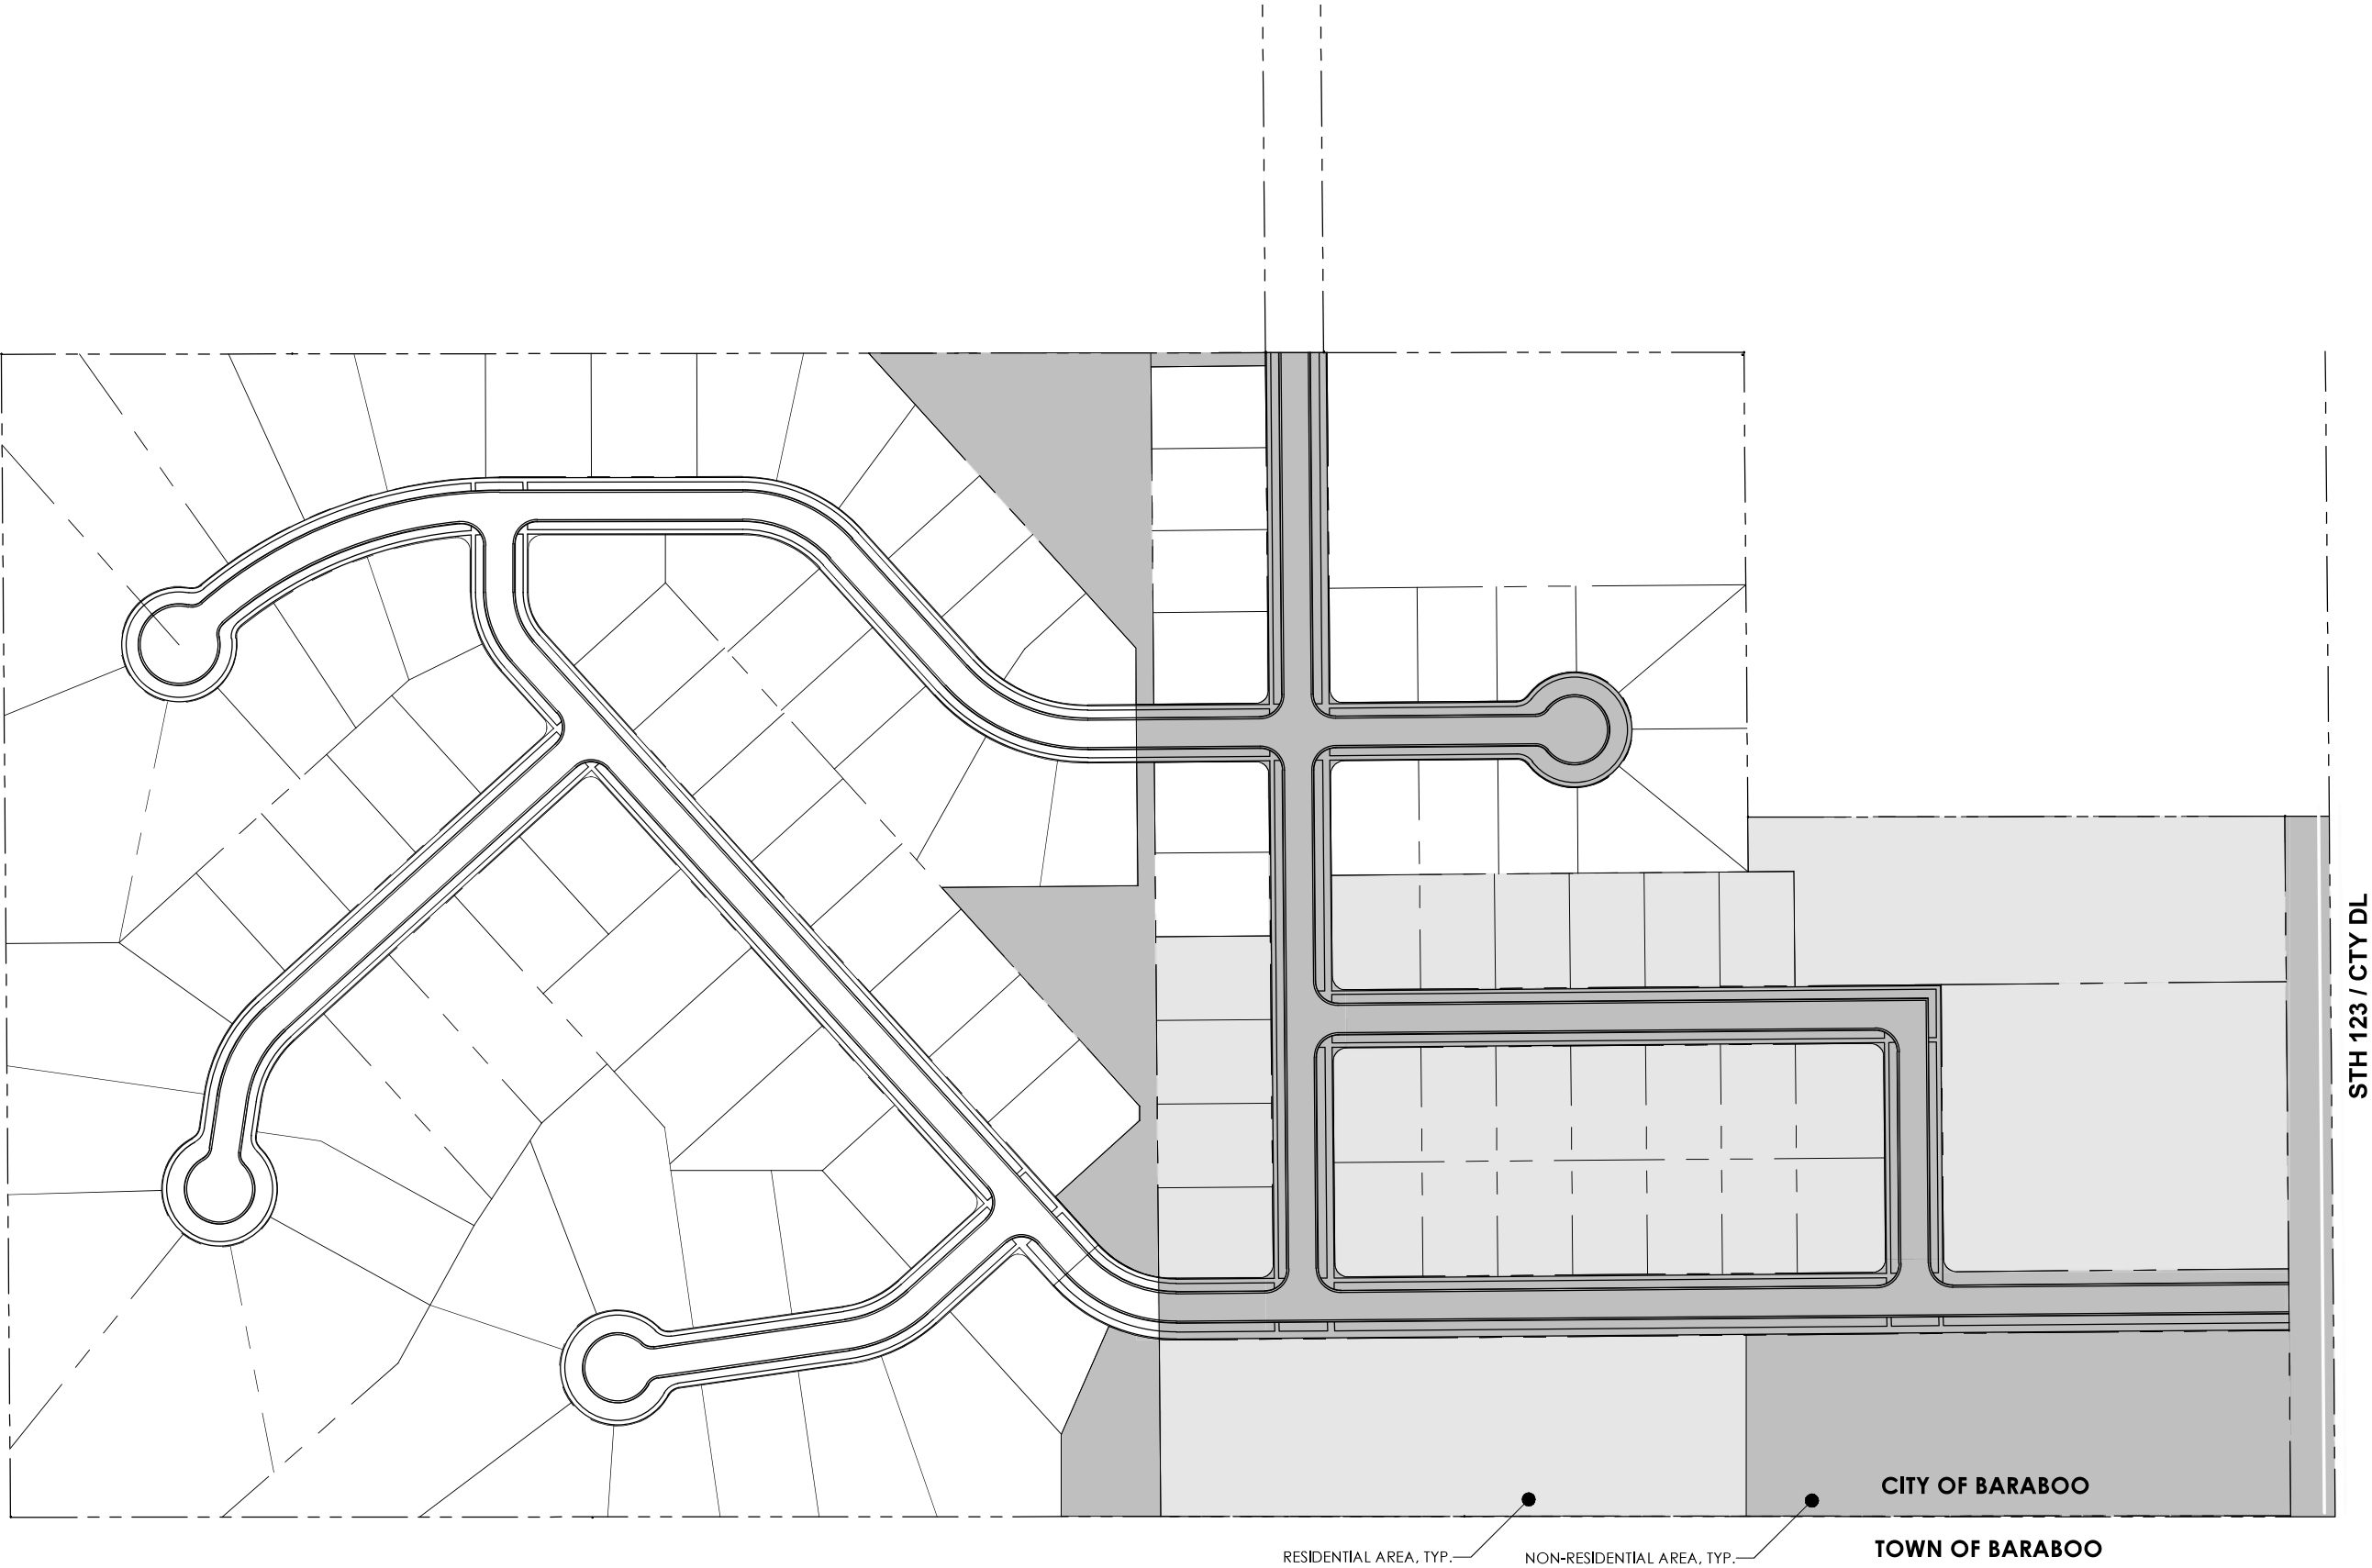 STH 123 / CTY DL
CITY OF BARABOO
RESIDENTIAL AREA, TYP.
NON-RESIDENTIAL AREA, TYP.
TOWN OF BARABOO